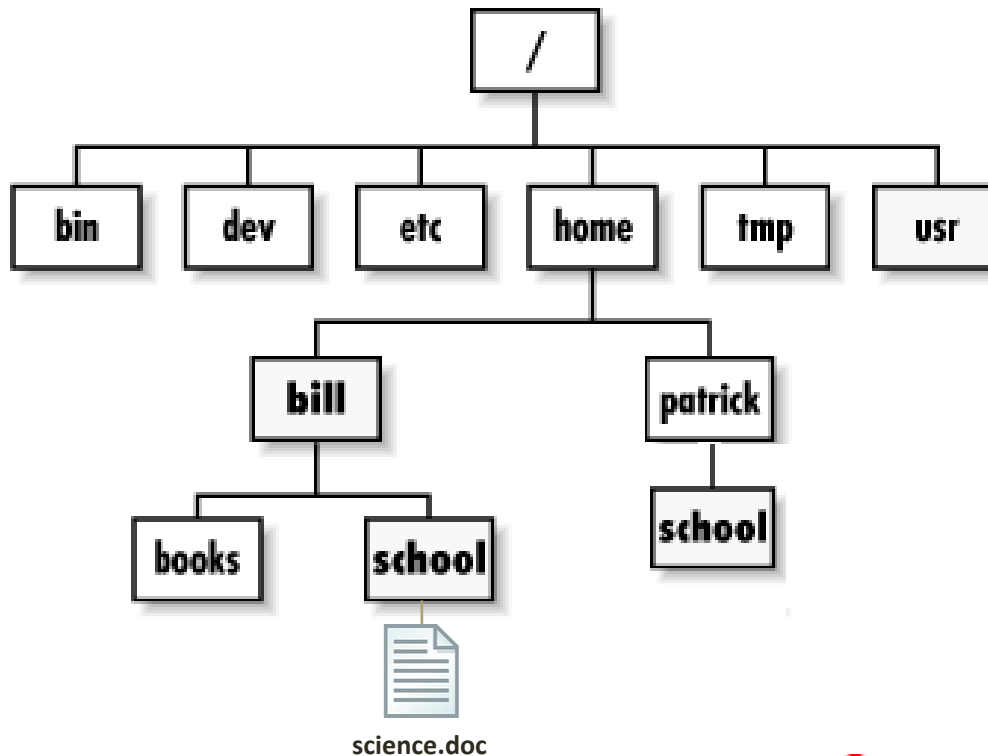 /
bin
dev
etc
home
tmp
usr
bill
patrick
books
school
school
science.doc